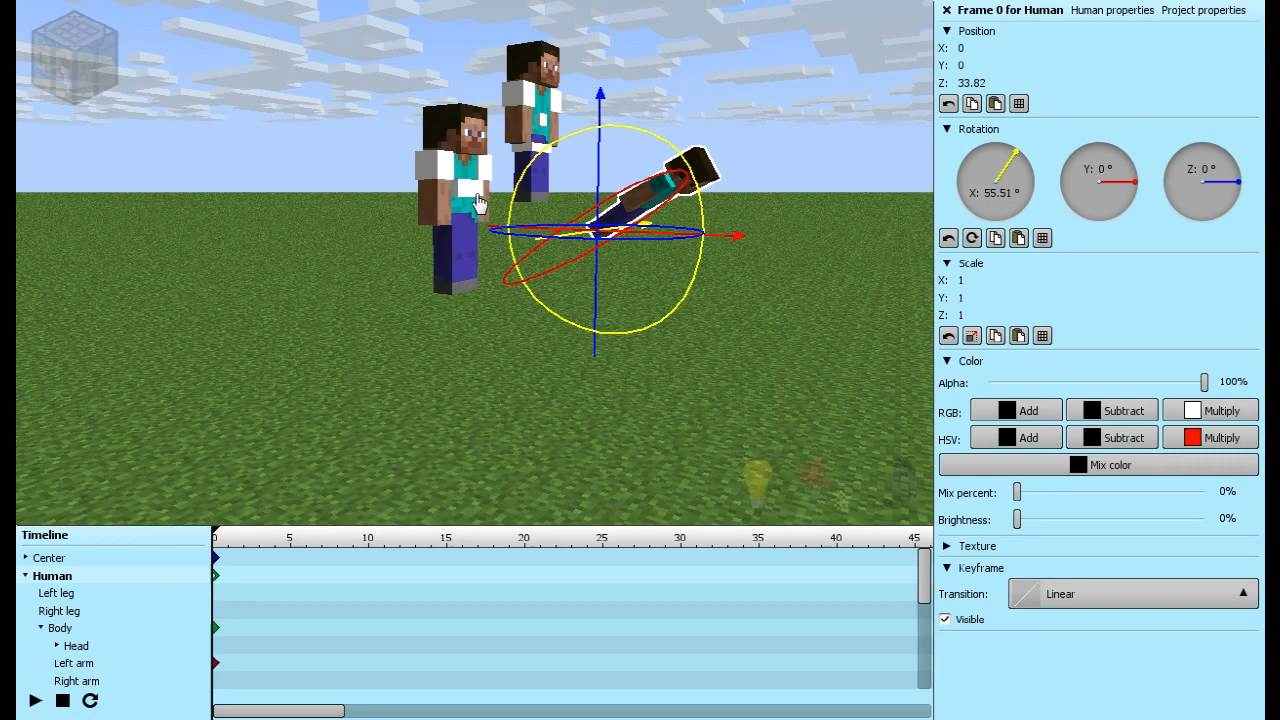 Frame 0 for Human Human properties Project properties
Position
X: 0
Y: 0
Z: 33.82
Rotation
X: 55.51 °
Y: 0 °
Z: 0 °
Scale
X: 1
Y: 1
Z: 1
Color
Alpha: 100%
RGB: Add Subtract Multiply
HSV: Add Subtract Multiply
Mix color
Mix percent: 0%
Brightness: 0%
Texture
Keyframe
Transition: Linear
Visible
Timeline
0 5 10 15 20 25 30 35 40 45
Center
Human
Left leg
Right leg
Body
Head
Left arm
Right arm